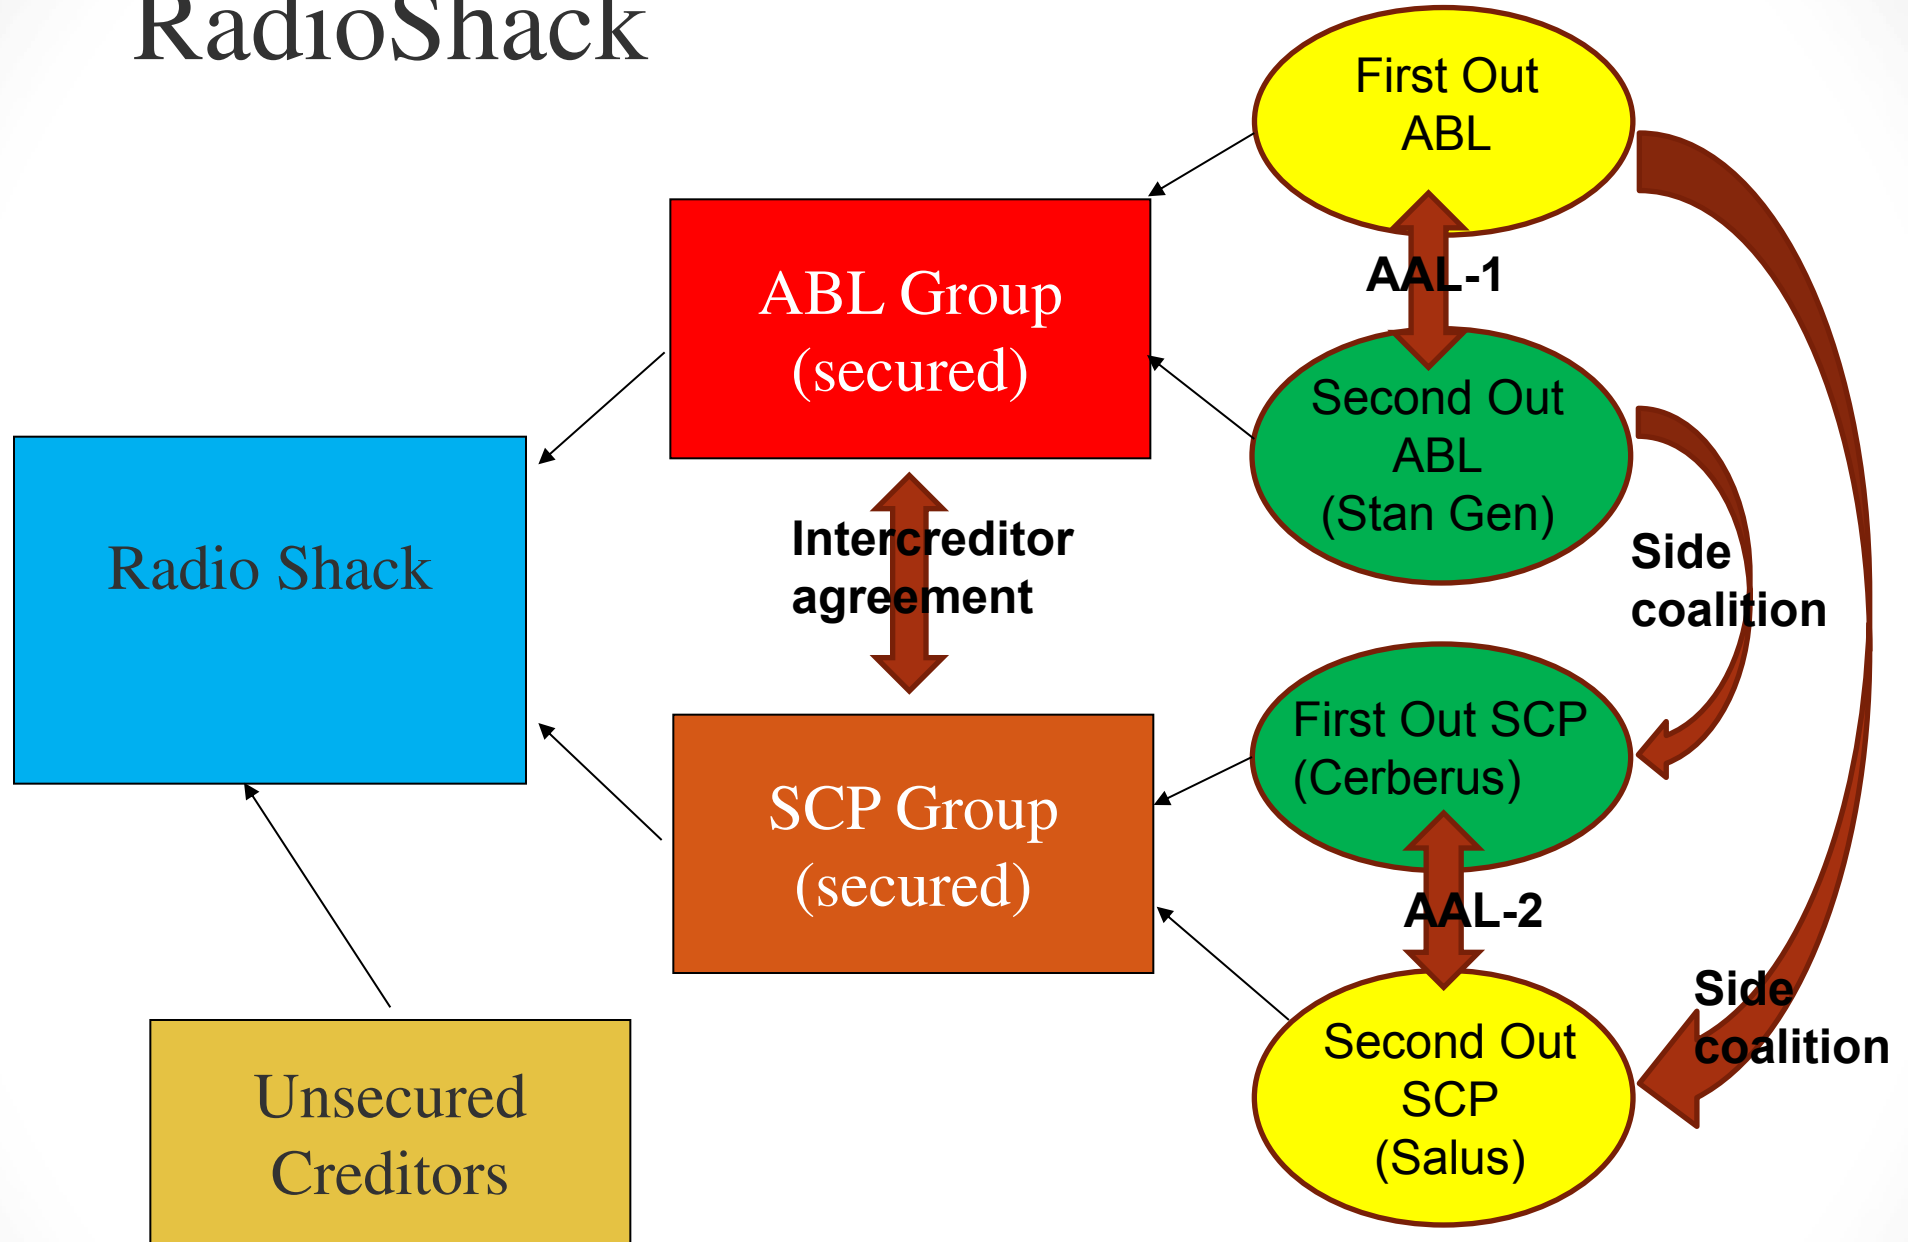 RadioShack
First Out
ABL
AAL-1
ABL Group
(secured)
Second Out
ABL
(Stan Gen)
Intercreditor
agreement
Side
coalition
Radio Shack
First Out SCP
(Cerberus)
SCP Group
(secured)
AAL-2
Side
coalition
Second Out
SCP
(Salus)
Unsecured
Creditors